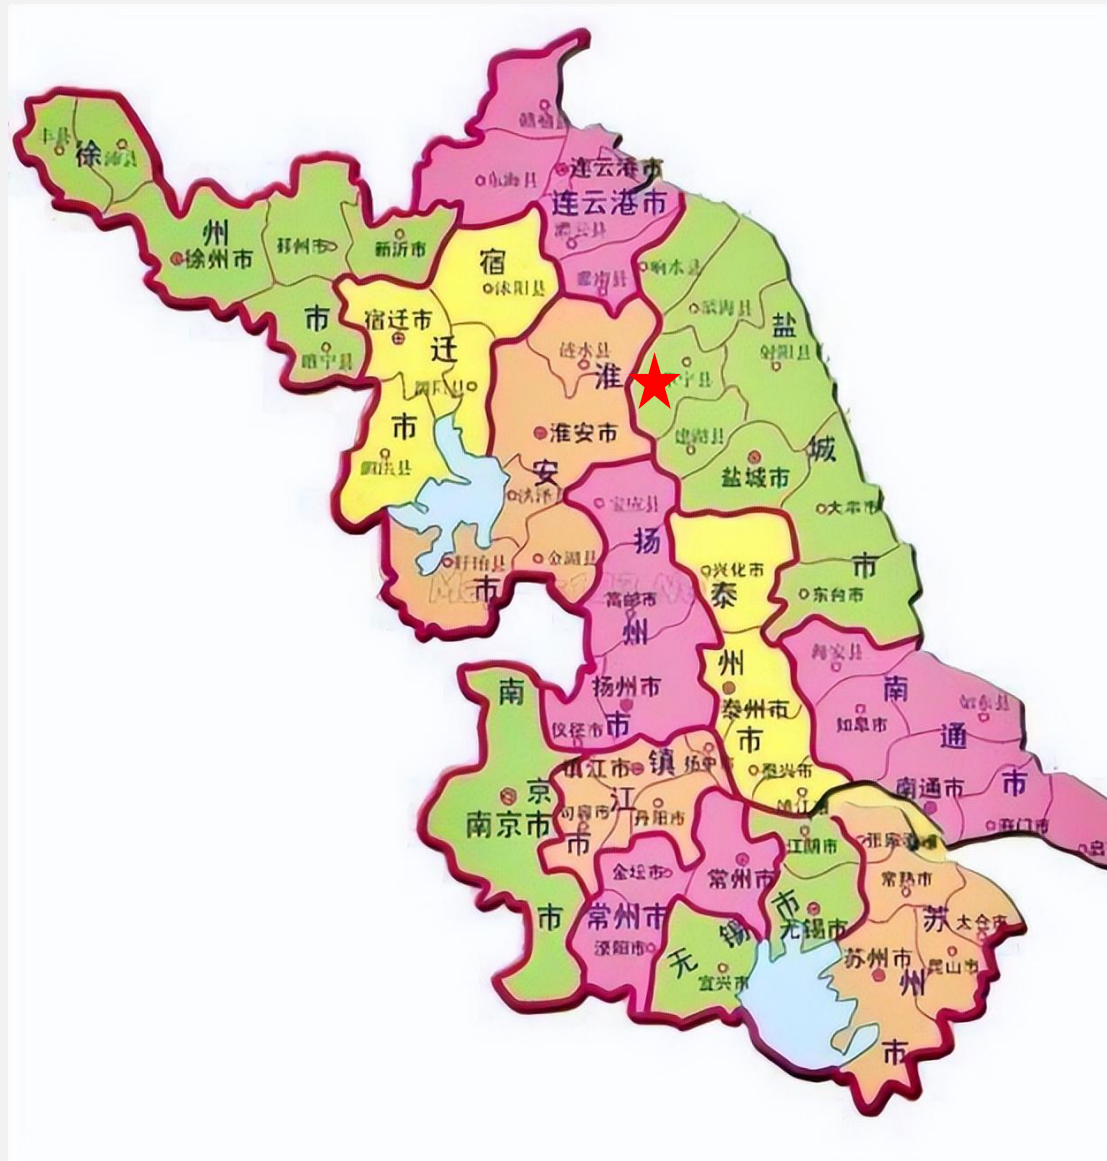 丰县
徐
沛县
赣榆县
东海县
连云港市
连云港市
灌云县
灌南县
州
徐州市
邳州市
新沂市
宿
沭阳县
响水县
滨海县
盐
射阳县
市
睢宁县
宿迁市
迁
泗阳县
涟水县
淮
宁县
市
泗洪县
淮安市
安
建湖县
盐城市
城
洪泽
宝应县
大丰市
扬
盱眙县
金湖县
市
兴化市
泰
市
东台市
高邮市
州
州
海安县
南
扬州市
市
仪征市
泰州市
市
南
如皋市
如东县
通
镇江市
镇
扬中市
泰兴市
靖江
南通市
市
海门市
启
京
南京市
江
句容市
丹阳市
市
江阴市
张家港
金坛市
常州市
常熟市
市
常州市
溧阳市
无
锡
市
无锡市
宜兴市
苏
太仓市
苏州市
昆山市
州
市